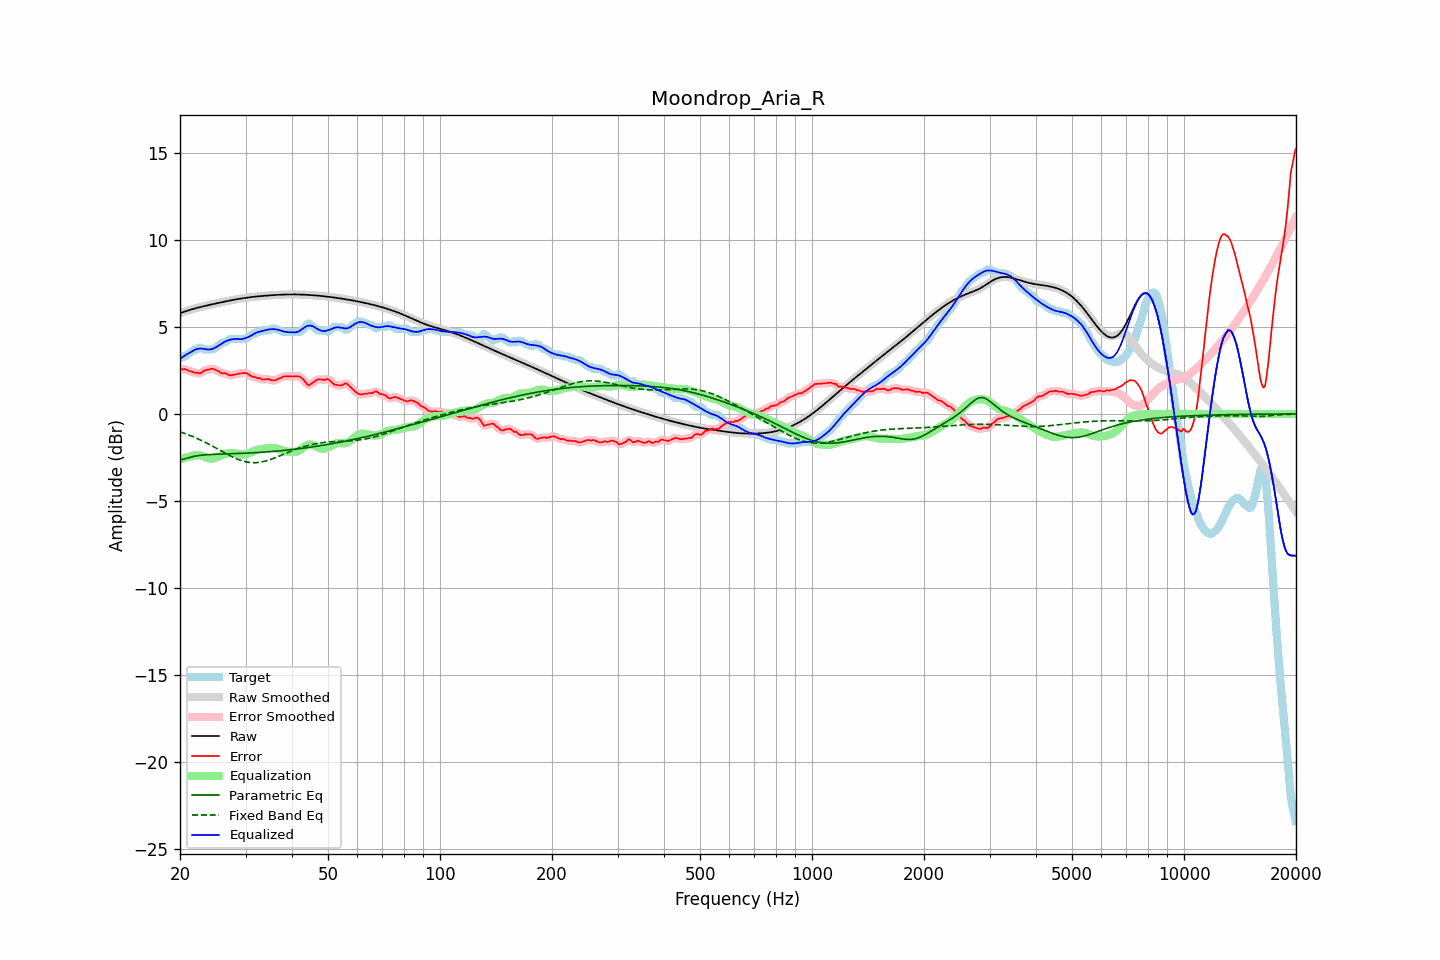 Moondrop_Aria_R
Amplitude (dBr)
15
10
5
0
−5
−10
−15
−20
−25
Target
Raw Smoothed
Error Smoothed
Raw
Error
Equalization
Parametric Eq
Fixed Band Eq
Equalized
20 50 100 200 500 1000 2000 5000 10000 20000
Frequency (Hz)